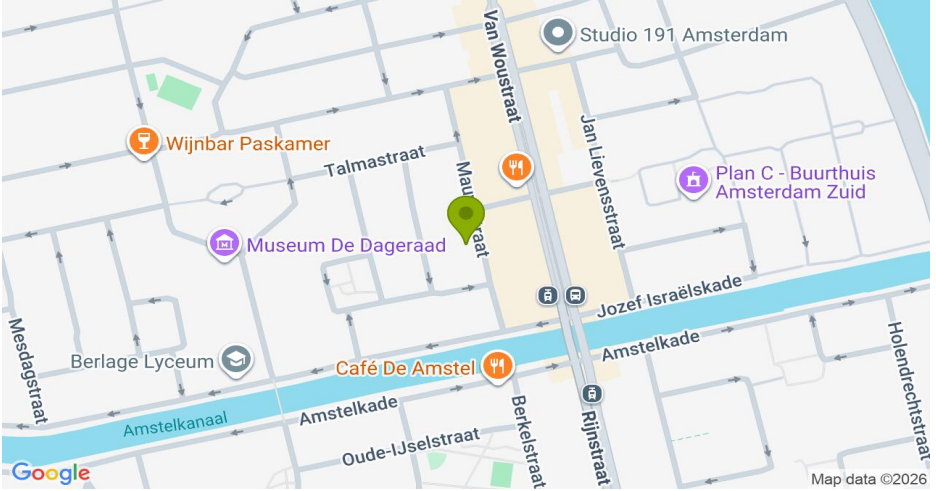 Van Woustraat
Studio 191 Amsterdam
Wijnbar Paskamer
Talmastraat
Jan Lievensstraat
Plan C - Buurthuis
Amsterdam Zuid
Museum De Dageraad
Jozef Israëlskade
Mesdagstraat
Berlage Lyceum
Café De Amstel
Amstelkade
Holendrechtstraat
Amstelkanaal
Amstelkade
Berkelstraat
Rijnstraat
Oude-IJselstraat
Google
Map data ©2026